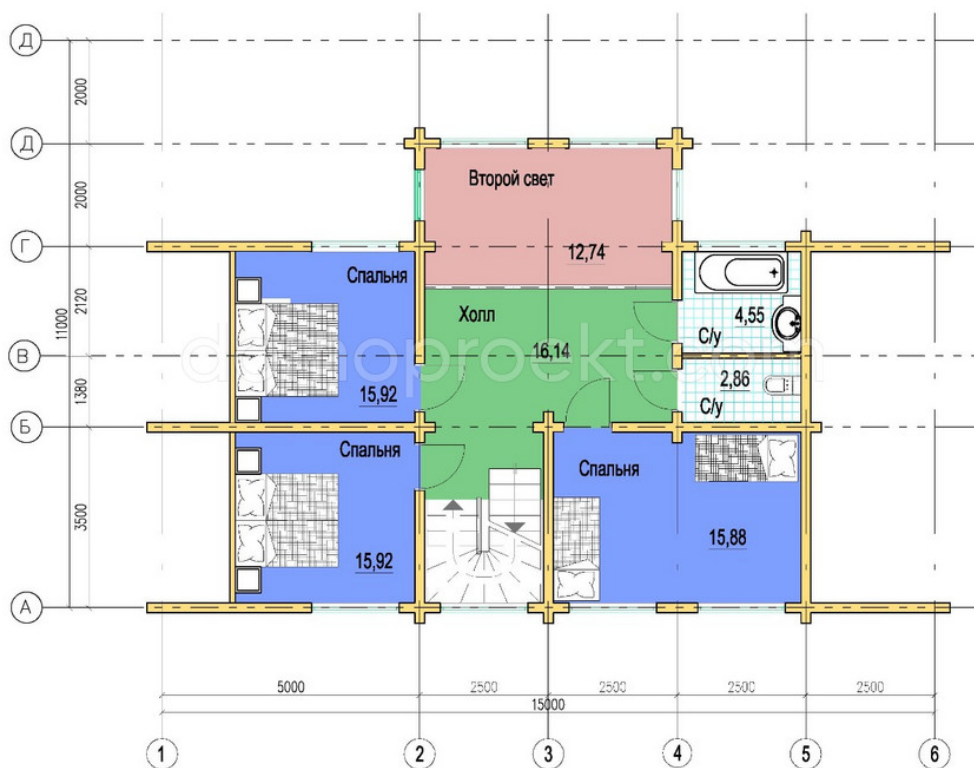 Д
2000
Д
2000
Второй свет
12,74
Г
Спальня
2120
11000
Холл
4,55
С/у
domoproekt.com
В
16,14
2,86
1380
15,92
С/у
Б
Спальня
Спальня
3500
15,92
15,88
А
5000
2500
2500
2500
2500
15000
1
2
3
4
5
6